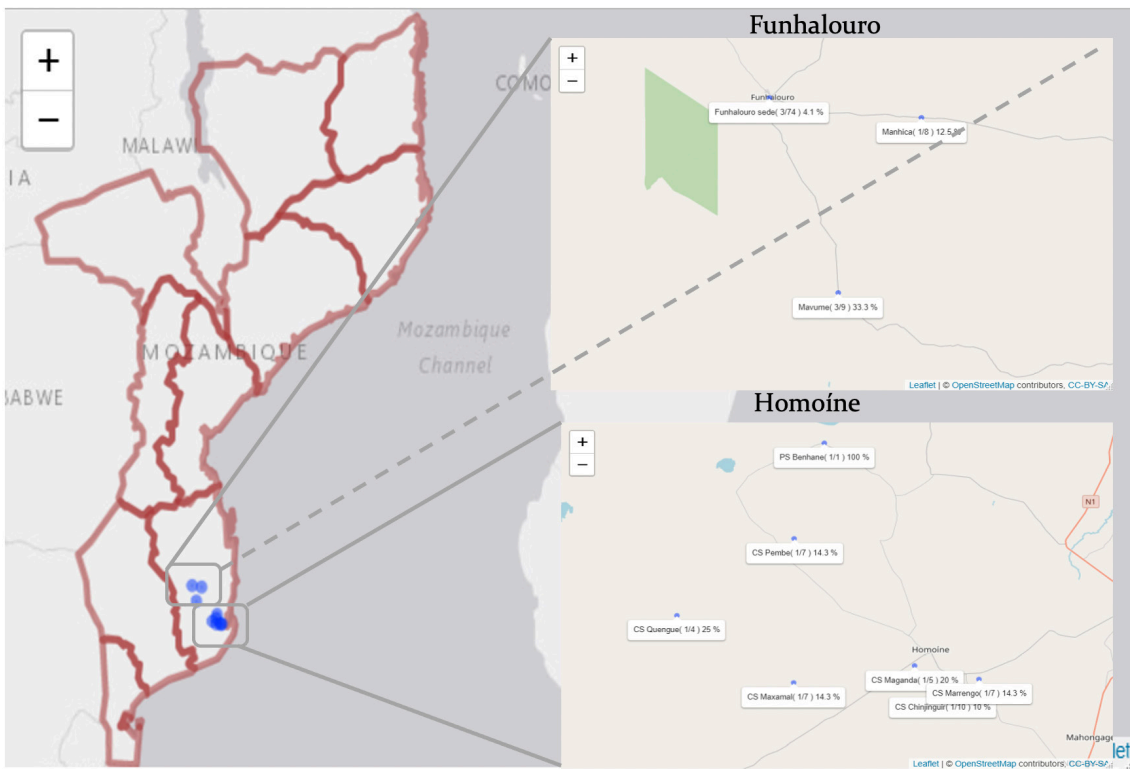 Funhalouro
+
−
COMO
MALAWI
IA
Mozambique
Channel
MOZAMBIQUE
BABWE
+
−
Funhalouro
Funhalouro sede( 3/74 ) 4.1 %
Manhica( 1/8 ) 12.5 %
Mavume( 3/9 ) 33.3 %
Leaflet | © OpenStreetMap contributors, CC-BY-SA
Homoíne
+
−
PS Benhane( 1/1 ) 100 %
N1
CS Pembe( 1/7 ) 14.3 %
CS Quengue( 1/4 ) 25 %
Homoine
CS Maganda( 1/5 ) 20 %
CS Maxamal( 1/7 ) 14.3 %
CS Marrengo( 1/7 ) 14.3 %
CS Chinjinguir( 1/10 ) 10 %
Mahongage
let
Leaflet | © OpenStreetMap contributors, CC-BY-SA